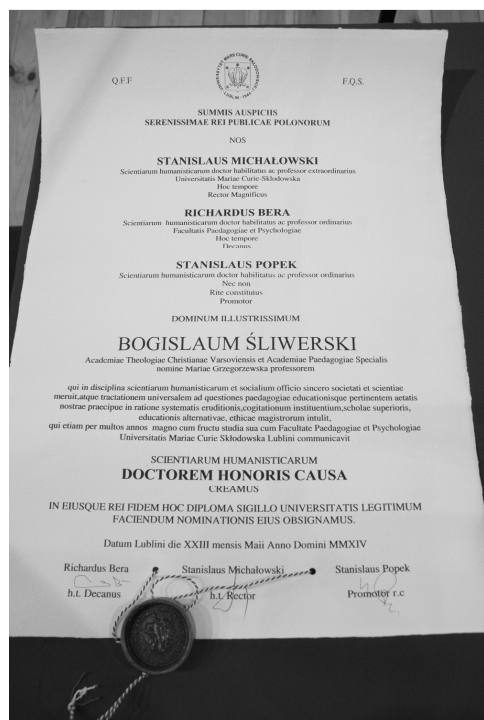 Q.F.F
F.Q.S.
SUMMIS AUSPICIIS
SERENISSIMAE REI PUBLICAE POLONORUM
NOS
STANISLAUS MICHAŁOWSKI
Scientiarum humanisticarum doctor habilitatus ac professor extraordinarius
Universitatis Mariae Curie-Skłodowska
Hoc tempore
Rector Magnificus
RICHARDUS BERA
Scientiarum humanisticarum doctor habilitatus ac professor ordinarius
Facultatis Paedagogiae et Psychologiae
Hoc tempore
Decanus
STANISLAUS POPEK
Scientiarum humanisticarum doctor habilitatus ac professor ordinarius
Nec non
Rite constitutus
Promotor
DOMINUM ILLUSTRISSIMUM
BOGISLAUM ŚLIWERSKI
Academiae Theologiae Christianae Varsoviensis et Academiae Paedagogiae Specialis
nomine Mariae Grzegorzewska professorem
qui in disciplina scientiarum humanisticarum et socialium officio sincero societati et scientiae
meruit,atque tractationem universalem ad questiones paedagogiae educationisque pertinentem aetatis
nostrae praecipue in ratione systematis eruditionis,cogitationum instituentium,scholae superioris,
educationis alternativae, ethicae magistrorum intulit,
qui etiam per multos annos magno cum fructu studia sua cum Facultate Paedagogiae et Psychologiae
Universitatis Mariae Curie Skłodowska Lublini communicavit
SCIENTIARUM HUMANISTICARUM
DOCTOREM HONORIS CAUSA
CREAMUS
IN EIUSQUE REI FIDEM HOC DIPLOMA SIGILLO UNIVERSITATIS LEGITIMUM
FACIENDUM NOMINATIONIS EIUS OBSIGNAMUS.
Datum Lublini die XXIII mensis Maii Anno Domini MMXIV
Richardus Bera Stanislaus Michałowski Stanislaus Popek
h.t. Decanus h.t. Rector Promotor r.c